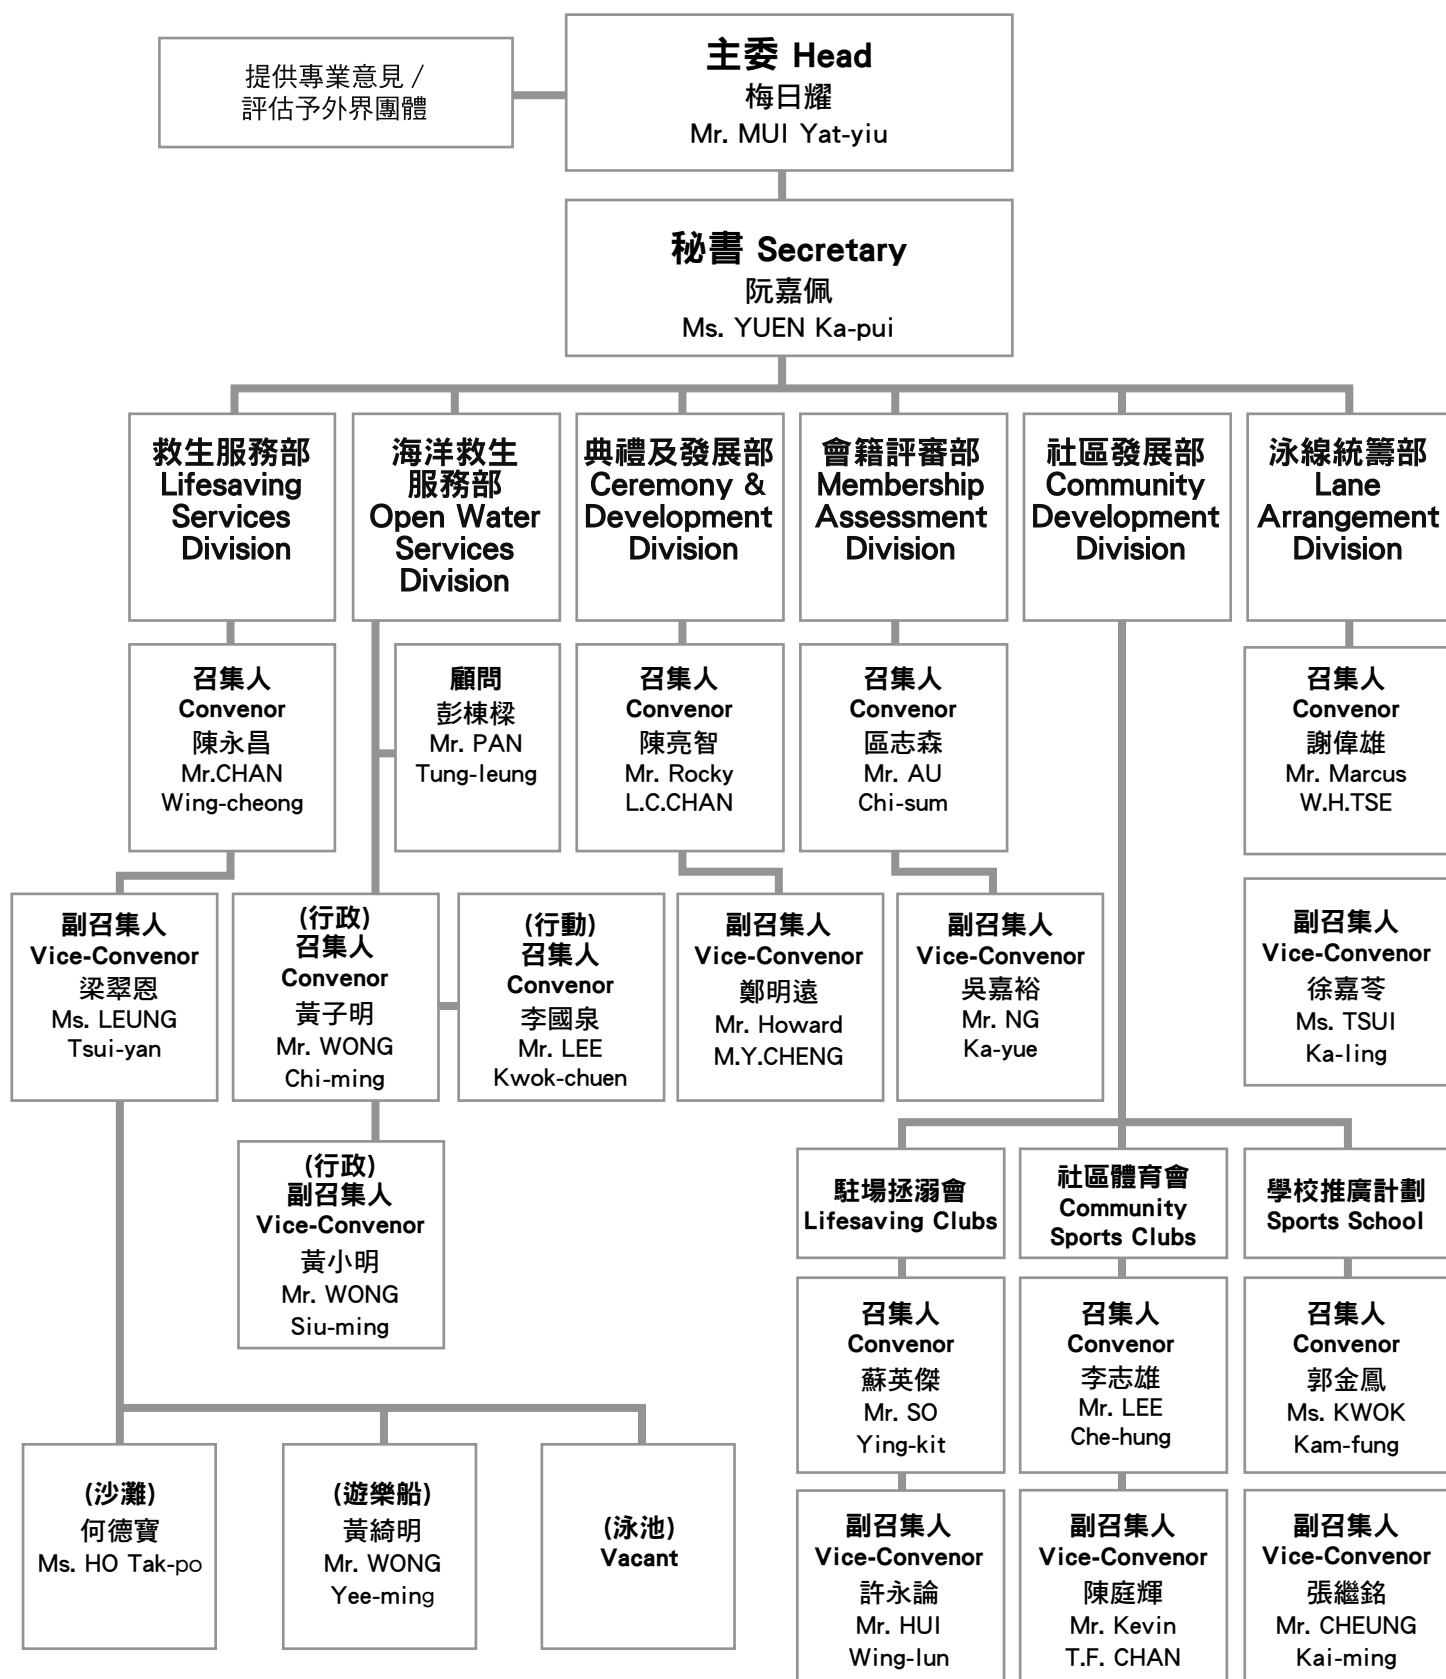 提供專業意見 /
評估予外界團體
主委 Head
梅日耀
Mr. MUI Yat-yiu
秘書 Secretary
阮嘉佩
Ms. YUEN Ka-pui
救生服務部
Lifesaving
Services
Division
海洋救生
服務部
Open Water
Services
Division
典禮及發展部
Ceremony &
Development
Division
會籍評審部
Membership
Assessment
Division
社區發展部
Community
Development
Division
泳線統籌部
Lane
Arrangement
Division
召集人
Convenor
陳永昌
Mr.CHAN
Wing-cheong
顧問
彭棟樑
Mr. PAN
Tung-leung
召集人
Convenor
陳亮智
Mr. Rocky
L.C.CHAN
召集人
Convenor
區志森
Mr. AU
Chi-sum
召集人
Convenor
謝偉雄
Mr. Marcus
W.H.TSE
副召集人
Vice-Convenor
梁翠恩
Ms. LEUNG
Tsui-yan
(行政)
召集人
Convenor
黃子明
Mr. WONG
Chi-ming
(行動)
召集人
Convenor
李國泉
Mr. LEE
Kwok-chuen
副召集人
Vice-Convenor
鄭明遠
Mr. Howard
M.Y.CHENG
副召集人
Vice-Convenor
吳嘉裕
Mr. NG
Ka-yue
副召集人
Vice-Convenor
徐嘉苓
Ms. TSUI
Ka-ling
(行政)
副召集人
Vice-Convenor
黃小明
Mr. WONG
Siu-ming
駐場拯溺會
Lifesaving Clubs
社區體育會
Community
Sports Clubs
學校推廣計劃
Sports School
召集人
Convenor
蘇英傑
Mr. SO
Ying-kit
召集人
Convenor
李志雄
Mr. LEE
Che-hung
召集人
Convenor
郭金鳳
Ms. KWOK
Kam-fung
(沙灘)
何德寶
Ms. HO Tak-po
(遊樂船)
黃綺明
Mr. WONG
Yee-ming
(泳池)
Vacant
副召集人
Vice-Convenor
許永論
Mr. HUI
Wing-lun
副召集人
Vice-Convenor
陳庭輝
Mr. Kevin
T.F. CHAN
副召集人
Vice-Convenor
張繼銘
Mr. CHEUNG
Kai-ming